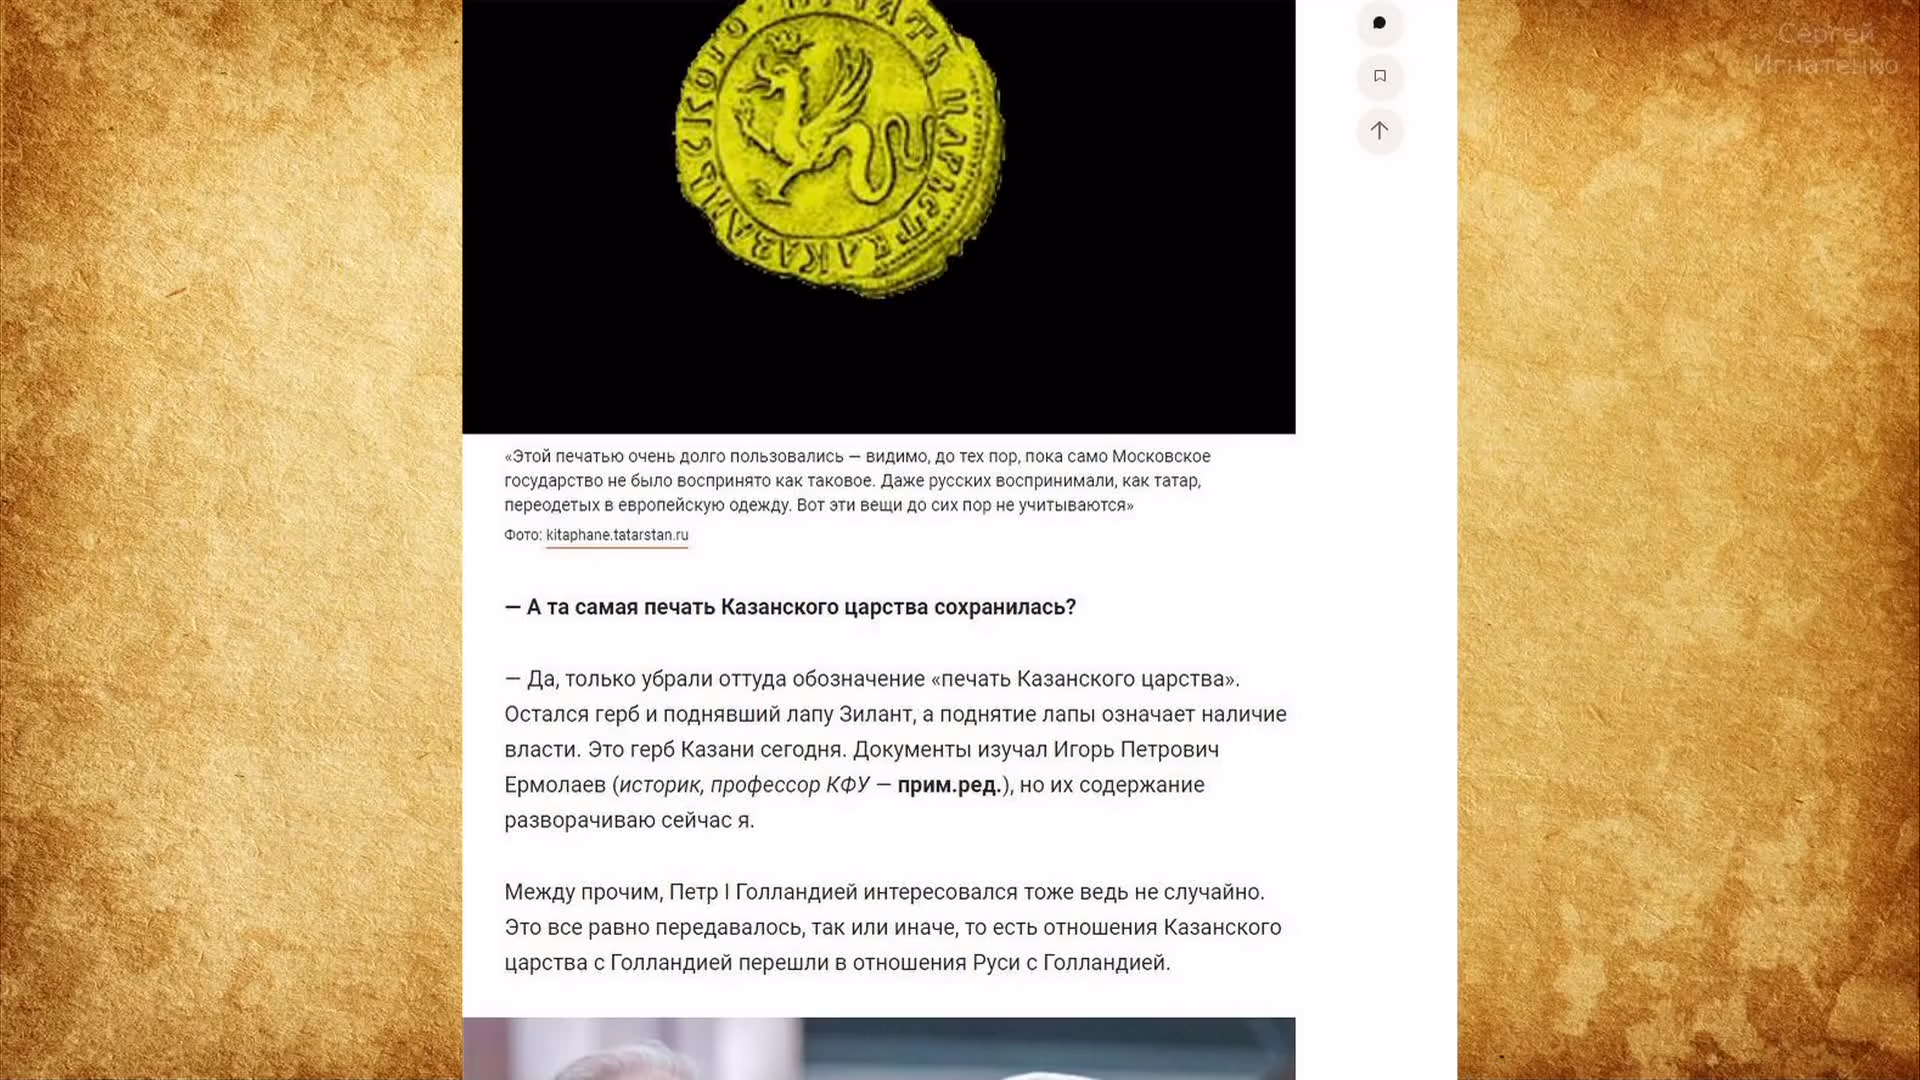 Сергей
Игнатенко
ПЕЧАТЬ ЦАРЬСТВА КАЗАНЬСКОГО
«Этой печатью очень долго пользовались — видимо, до тех пор, пока само Московское
государство не было воспринято как таковое. Даже русских воспринимали, как татар,
переодетых в европейскую одежду. Вот эти вещи до сих пор не учитываются»
Фото: kitaphane.tatarstan.ru
— А та самая печать Казанского царства сохранилась?
— Да, только убрали оттуда обозначение «печать Казанского царства».
Остался герб и поднявший лапу Зилант, а поднятие лапы означает наличие
власти. Это герб Казани сегодня. Документы изучал Игорь Петрович
Ермолаев (историк, профессор КФУ — прим.ред.), но их содержание
разворачиваю сейчас я.
Между прочим, Петр I Голландией интересовался тоже ведь не случайно.
Это все равно передавалось, так или иначе, то есть отношения Казанского
царства с Голландией перешли в отношения Руси с Голландией.